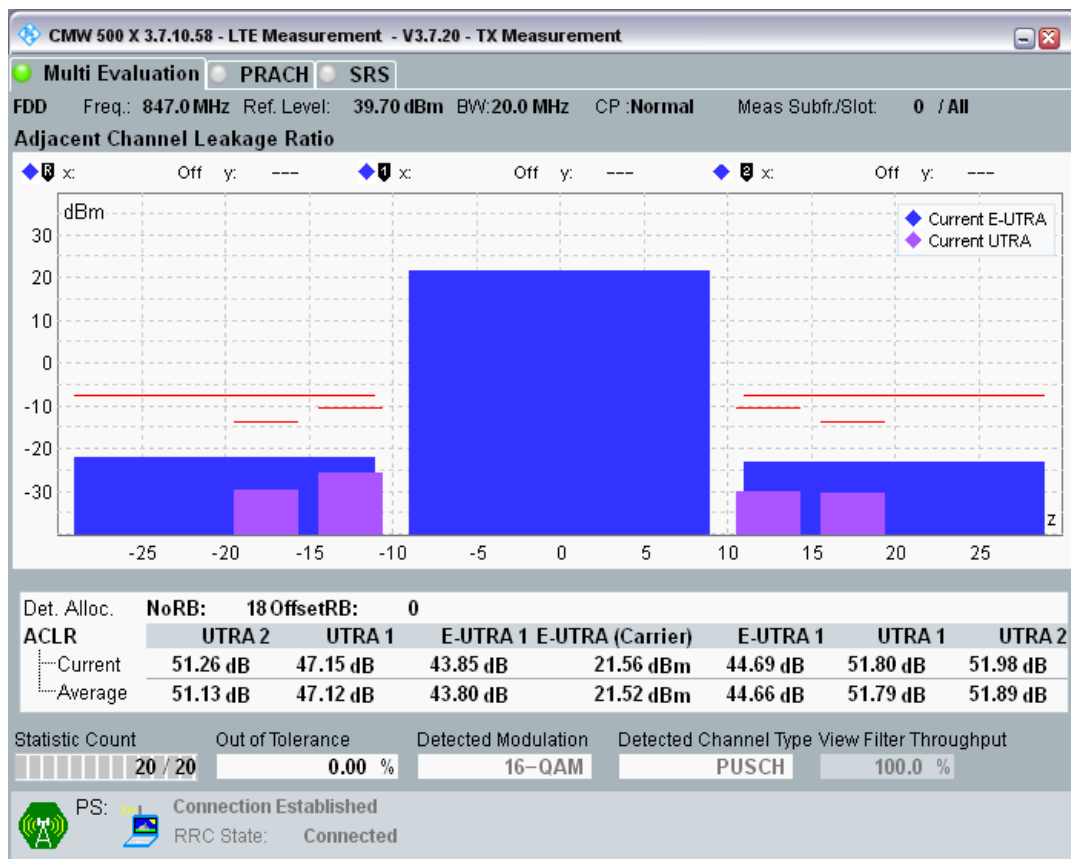 CMW 500 X 3.7.10.58 - LTE Measurement - V3.7.20 - TX Measurement
Multi Evaluation PRACH SRS
FDD Freq.: 847.0 MHz Ref. Level: 39.70 dBm BW:20.0 MHz CP :Normal Meas Subfr./Slot: 0 / All
Adjacent Channel Leakage Ratio
R x: Off y: --- 1 x: Off y: --- 2 x: Off y: ---
dBm
Current E-UTRA
Current UTRA
30
20
10
0
-10
-20
-30
z
-25 -20 -15 -10 -5 0 5 10 15 20 25
Det. Alloc. NoRB: 18 OffsetRB: 0
ACLR UTRA 2 UTRA 1 E-UTRA 1 E-UTRA (Carrier) E-UTRA 1 UTRA 1 UTRA 2
Current 51.26 dB 47.15 dB 43.85 dB 21.56 dBm 44.69 dB 51.80 dB 51.98 dB
Average 51.13 dB 47.12 dB 43.80 dB 21.52 dBm 44.66 dB 51.79 dB 51.89 dB
Statistic Count Out of Tolerance Detected Modulation Detected Channel Type View Filter Throughput
20 / 20 0.00 % 16-QAM PUSCH 100.0 %
PS: Connection Established
RRC State: Connected